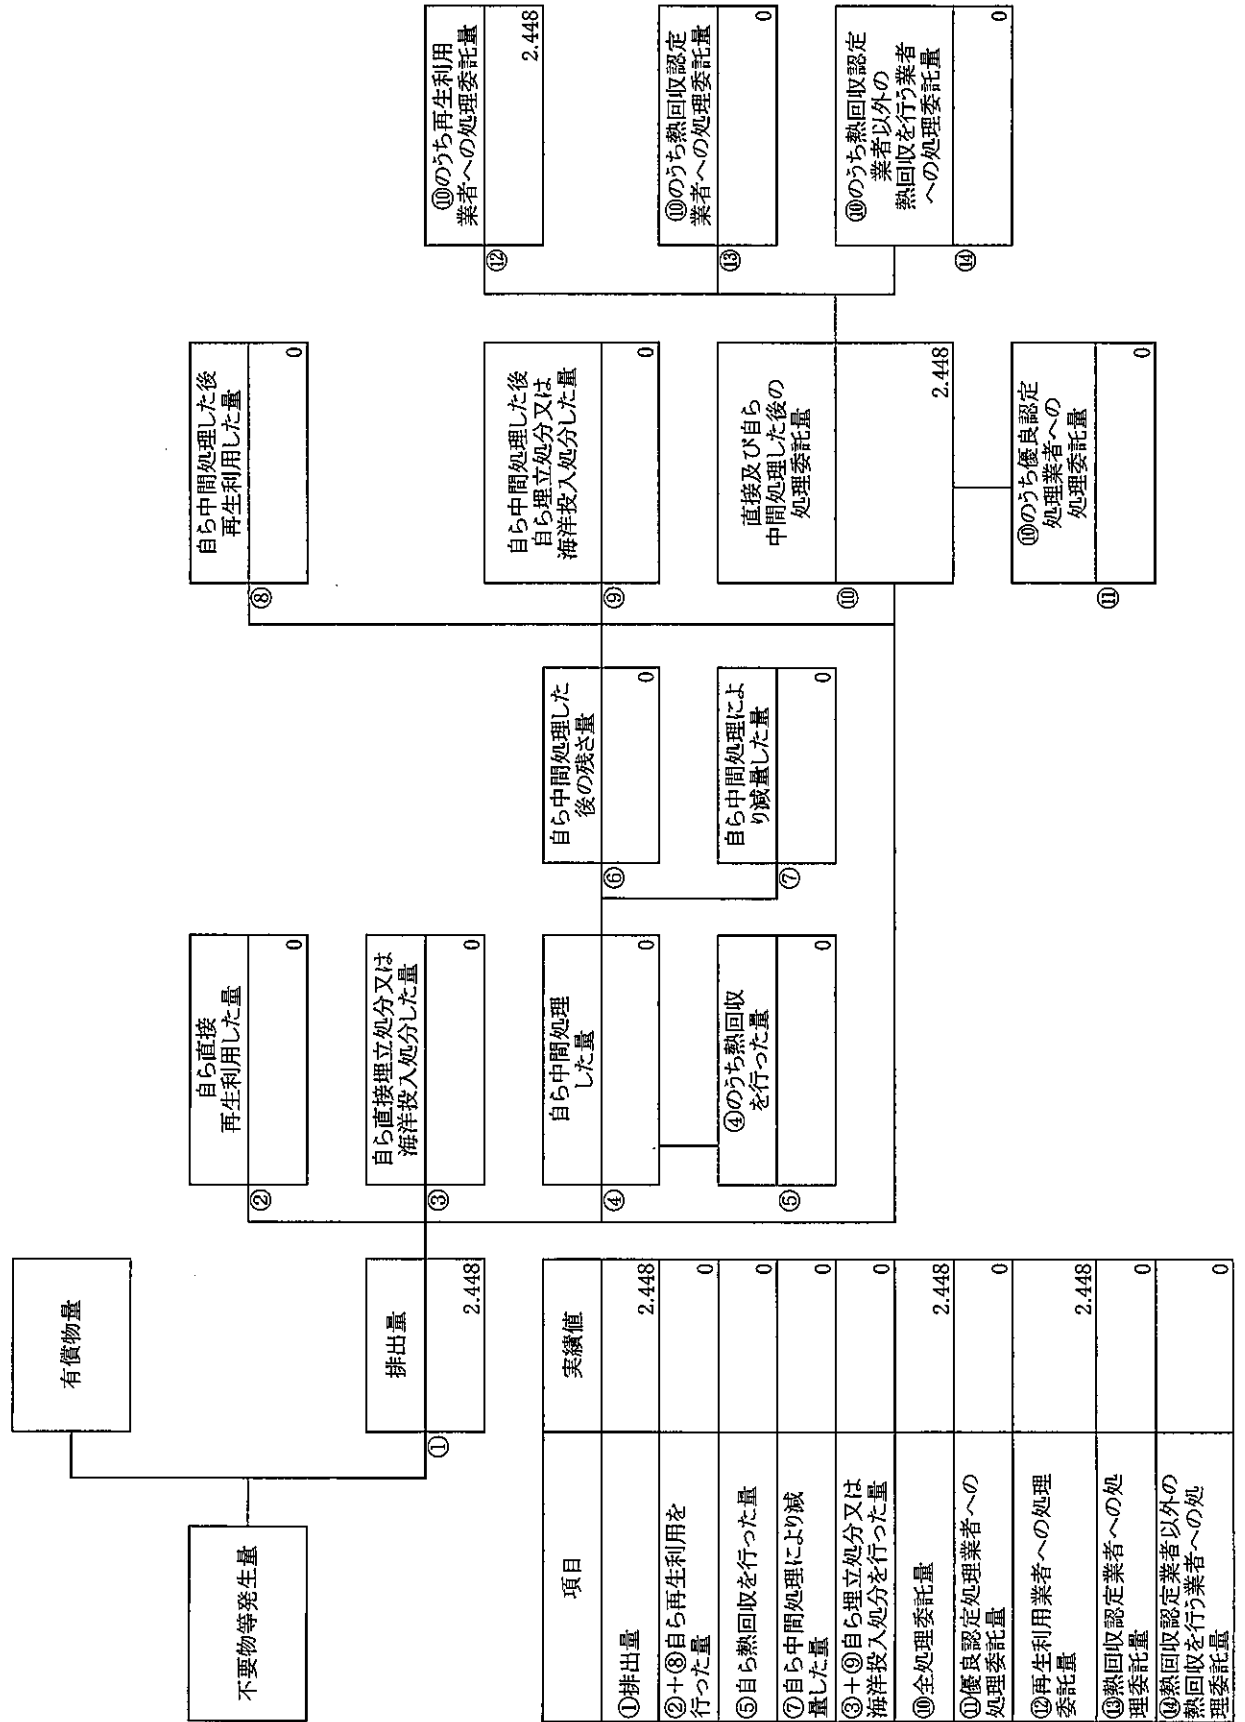 不要物等発生量
有償物量
①
排出量
2.448
②
自ら直接
再生利用した量
0
③
自ら直接埋立処分又は
海洋投入処分した量
0
④
自ら中間処理
した量
0
⑤
④のうち熱回収
を行った量
0
⑥
自ら中間処理した
後の残さ量
0
⑦
自ら中間処理によ
り減量した量
0
⑧
自ら中間処理した後
再生利用した量
0
⑨
自ら中間処理した後
自ら埋立処分又は
海洋投入処分した量
0
⑩
直接及び自ら
中間処理した後の
処理委託量
2.448
⑪
⑩のうち優良認定
処理業者への
処理委託量
0
⑫
⑩のうち再生利用
業者への処理委託量
2.448
⑬
⑩のうち熱回収認定
業者への処理委託量
0
⑭
⑩のうち熱回収認定
業者以外の
熱回収を行う業者
への処理委託量
0
項目 実績値
①排出量 2.448
②+⑧自ら再生利用を
行った量 0
⑤自ら熱回収を行った量 0
⑦自ら中間処理により減
量した量 0
③+⑨自ら埋立処分又は
海洋投入処分を行った量 0
⑩全処理委託量 2.448
⑪優良認定処理業者への
処理委託量 0
⑫再生利用業者への処理
委託量 2.448
⑬熱回収認定業者への処
理委託量 0
⑭熱回収認定業者以外の
熱回収を行う業者への処
理委託量 0